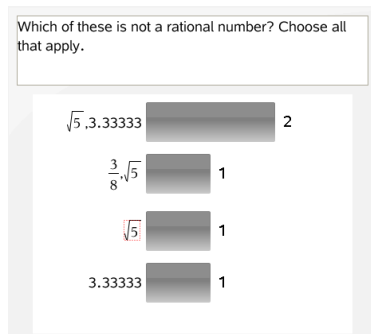 Which of these is not a rational number? Choose all
that apply.
√5,3.33333 2
3/8,√5 1
√5 1
3.33333 1